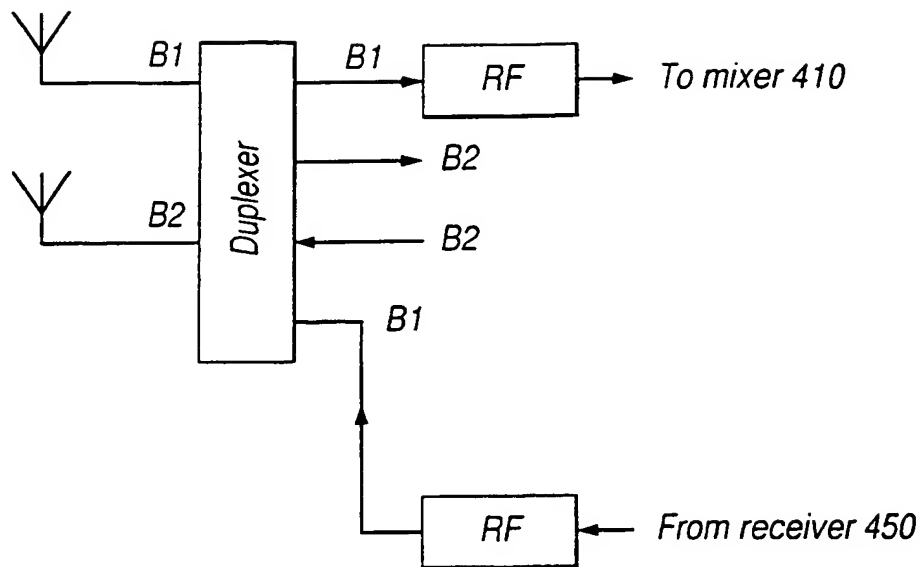 B1
B1
RF
To mixer 410
Duplexer
B2
B2
B2
B1
RF
From receiver 450